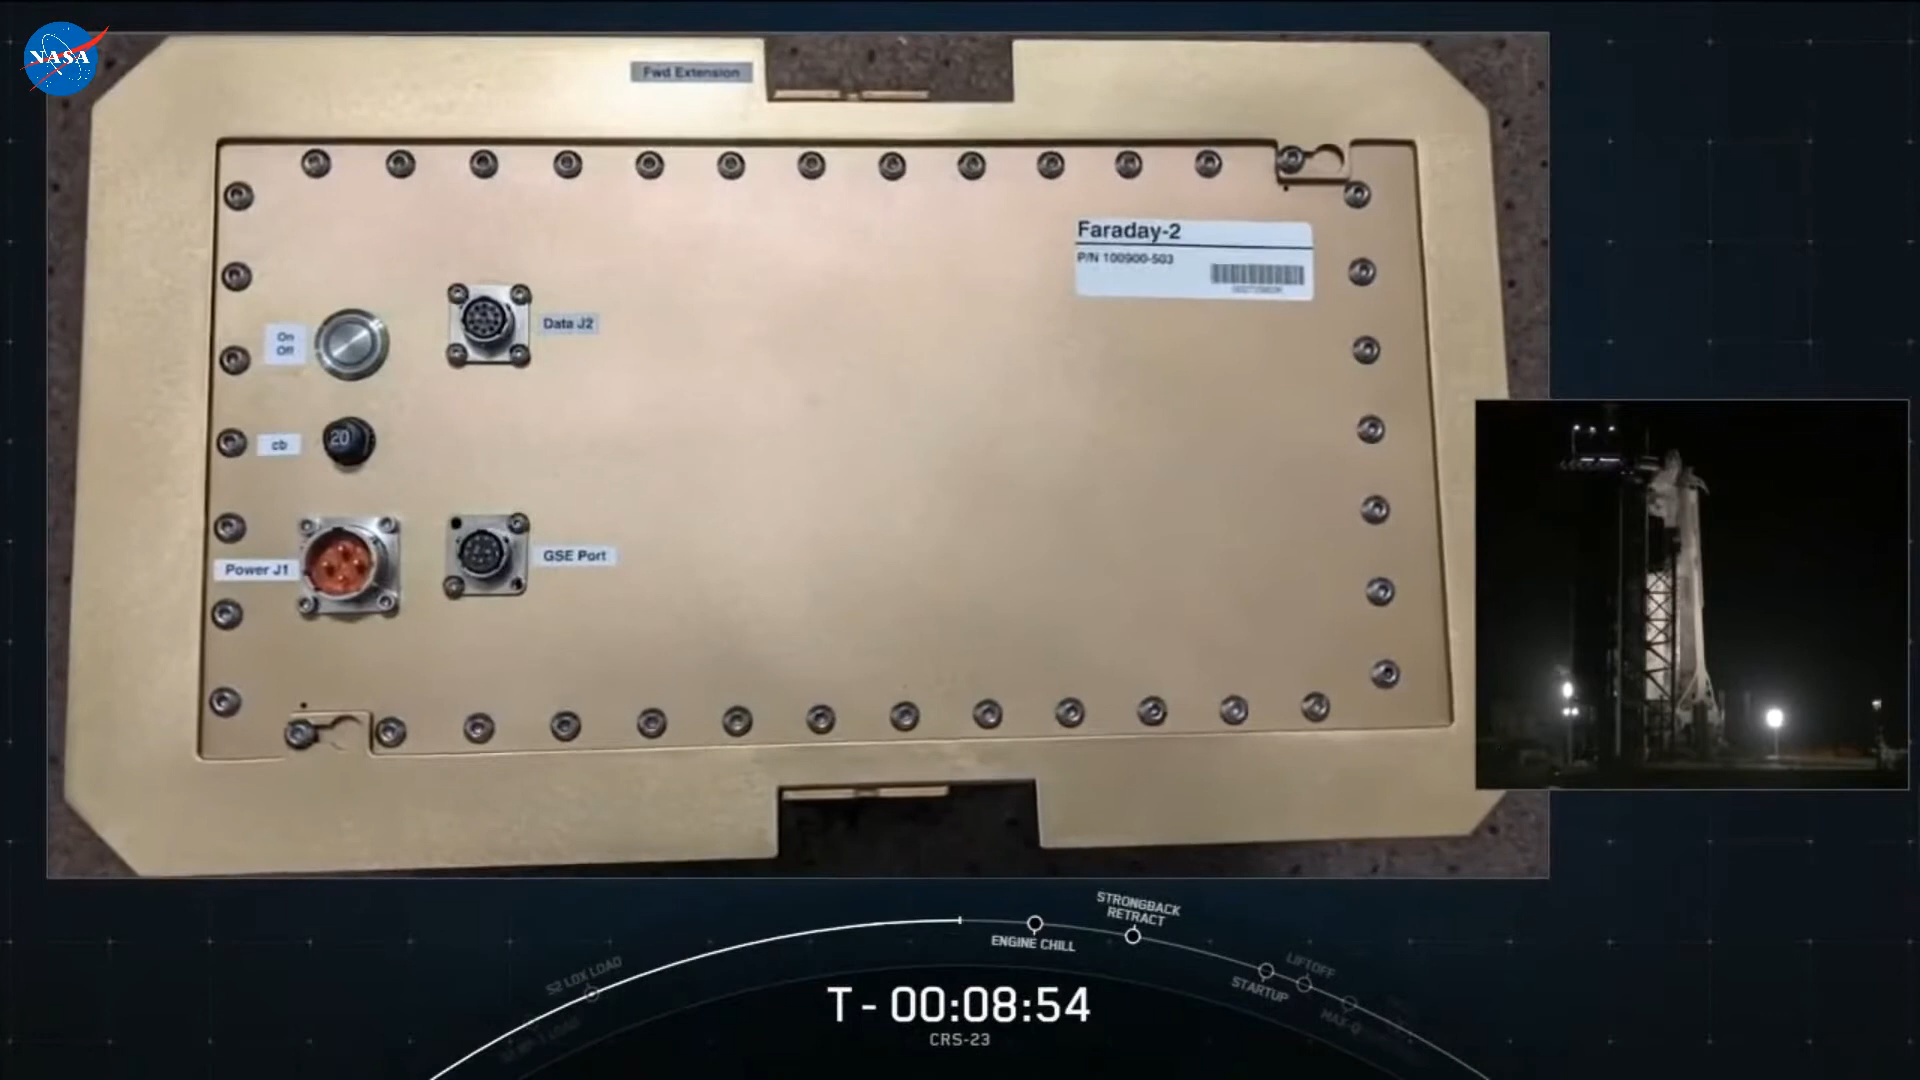 NASA
Fwd Extension
Faraday-2
P/N 100900-503
On
Off
Data J2
cb
20
Power J1
GSE Port
STRONGBACK
RETRACT
ENGINE CHILL
S2 LOX LOAD
LIFTOFF
STARTUP
MAX-Q
T - 00:08:54
CRS-23